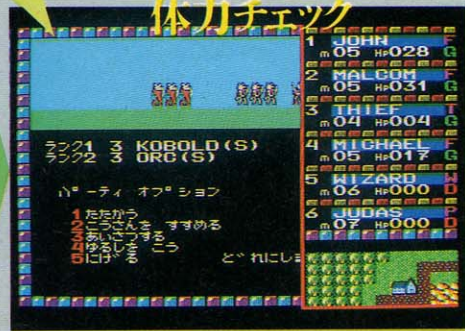 体力チェック
1 JOHN F
m 05 HP028 G
2 MALCOM F
m 05 HP031 G
3 THIEF T
m 04 HP004 G
4 MICHAEL F
m 05 HP017 G
5 WIZARD W
m 06 HP000 D
6 JUDAS P
m 07 HP000 D
ランク1 3 KOBOLD(S)
ランク2 3 ORC(S)
パーティ オプション
1 たたかう
2 こうさんを すすめる
3 あいさつする
4 ゆるしを こう
5 にげる
どれにしま